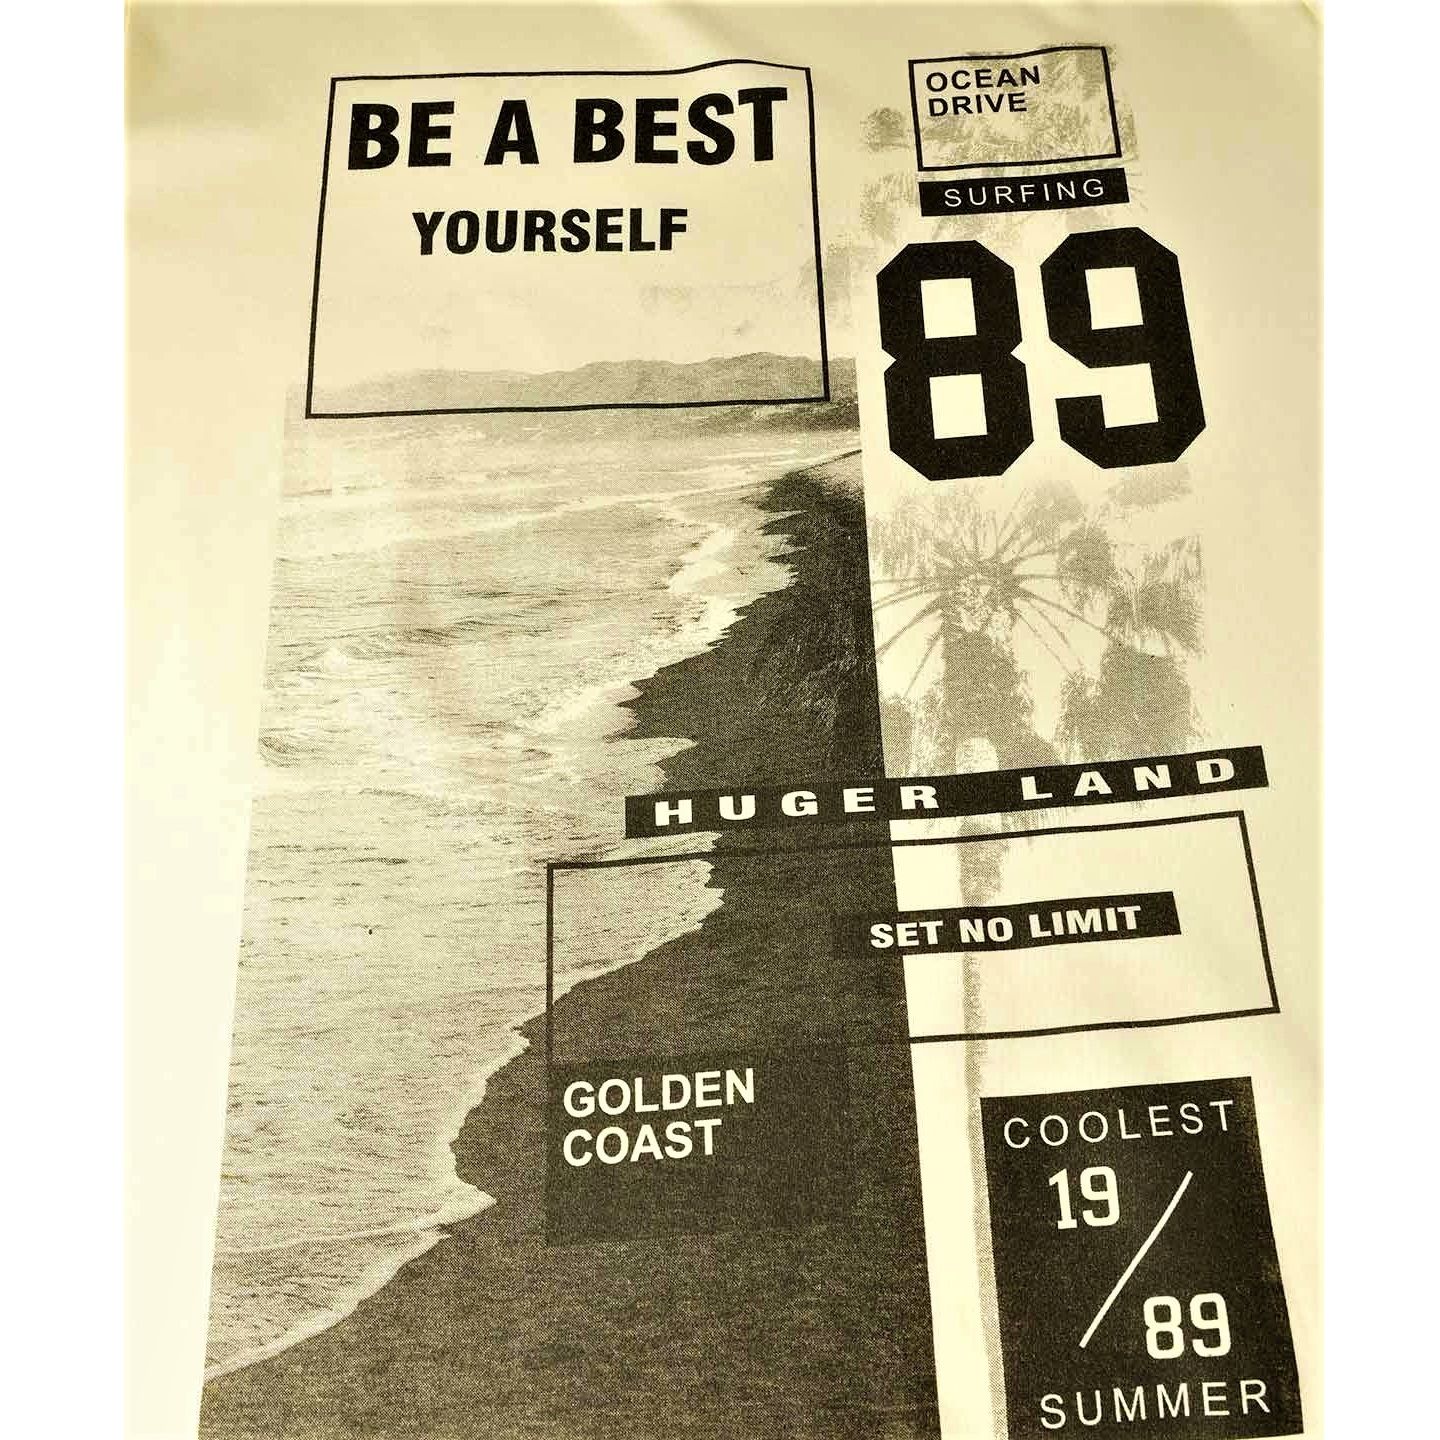 BE A BEST
YOURSELF
OCEAN
DRIVE
SURFING
89
HUGER LAND
SET NO LIMIT
GOLDEN
COAST
COOLEST
19
89
SUMMER